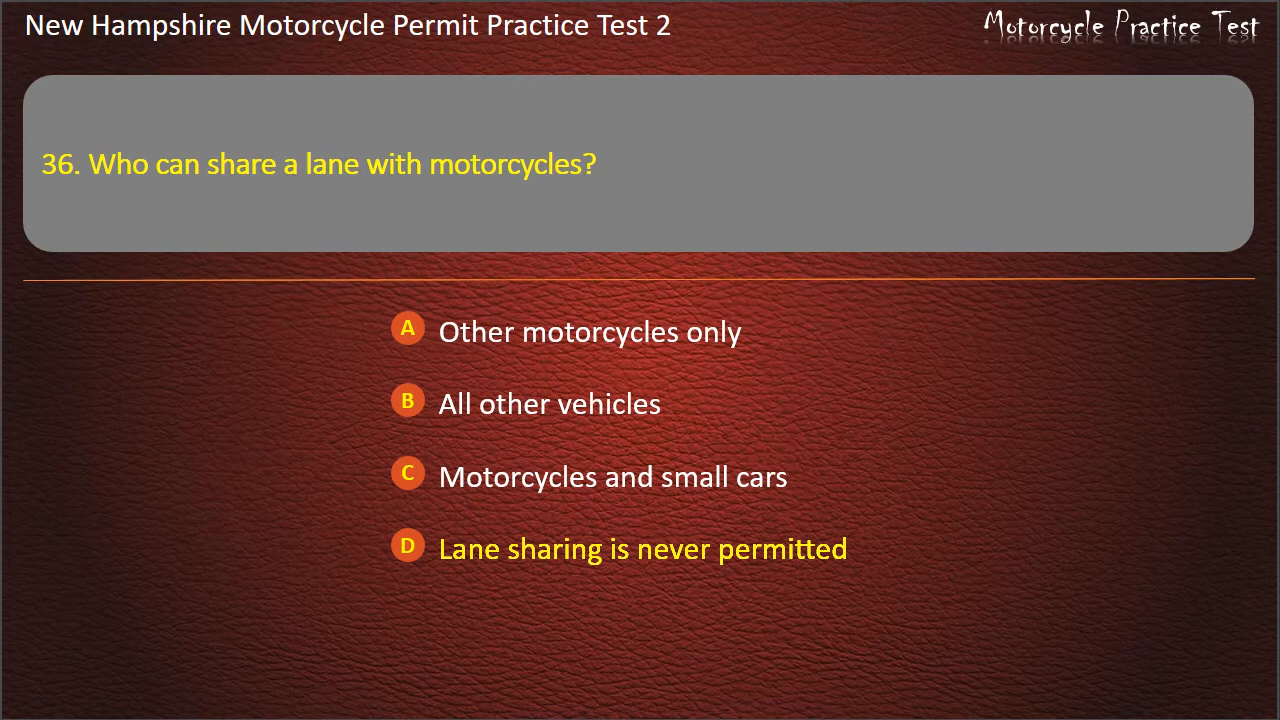 New Hampshire Motorcycle Permit Practice Test 2
Motorcycle Practice Test
36. Who can share a lane with motorcycles?
A Other motorcycles only
B All other vehicles
C Motorcycles and small cars
D Lane sharing is never permitted